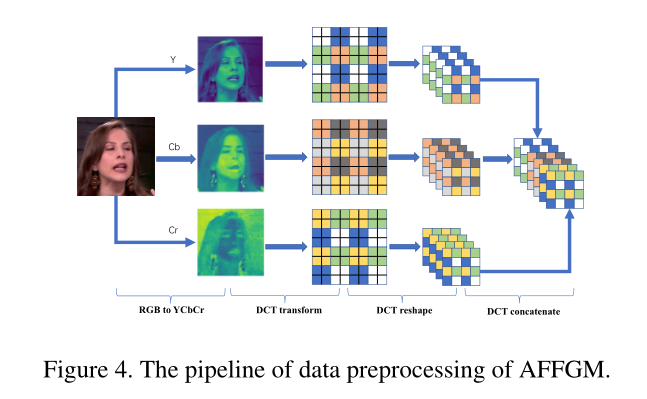 Y
Cb
Cr
RGB to YCbCr
DCT transform
DCT reshape
DCT concatenate
Figure 4. The pipeline of data preprocessing of AFFGM.